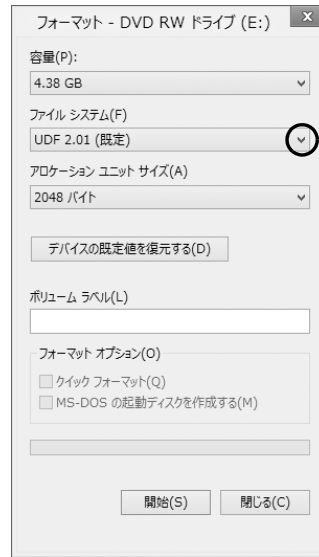 フォーマット - DVD RW ドライブ (E:)
x
容量(P):
4.38 GB
ファイル システム(F)
UDF 2.01 (既定)
アロケーション ユニット サイズ(A)
2048 バイト
デバイスの既定値を復元する(D)
ボリューム ラベル(L)
フォーマット オプション(O)
クイック フォーマット(Q)
MS-DOS の起動ディスクを作成する(M)
開始(S)
閉じる(C)